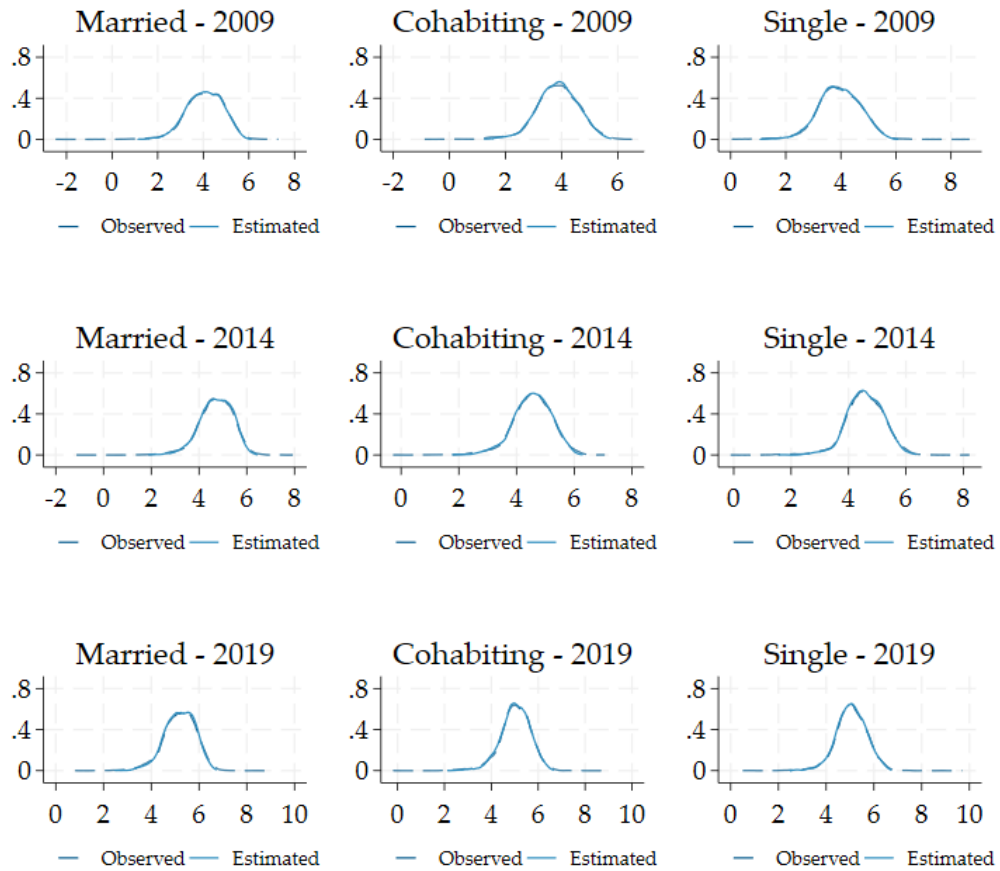 Married - 2009 Cohabiting - 2009 Single - 2009
.8 .8 .8
.4 .4 .4
0 0 0
-2 0 2 4 6 8 -2 0 2 4 6 0 2 4 6 8
Observed Estimated Observed Estimated Observed Estimated
Married - 2014 Cohabiting - 2014 Single - 2014
.8 .8 .8
.4 .4 .4
0 0 0
-2 0 2 4 6 8 0 2 4 6 8 0 2 4 6 8
Observed Estimated Observed Estimated Observed Estimated
Married - 2019 Cohabiting - 2019 Single - 2019
.8 .8 .8
.4 .4 .4
0 0 0
0 2 4 6 8 10 0 2 4 6 8 10 0 2 4 6 8 10
Observed Estimated Observed Estimated Observed Estimated